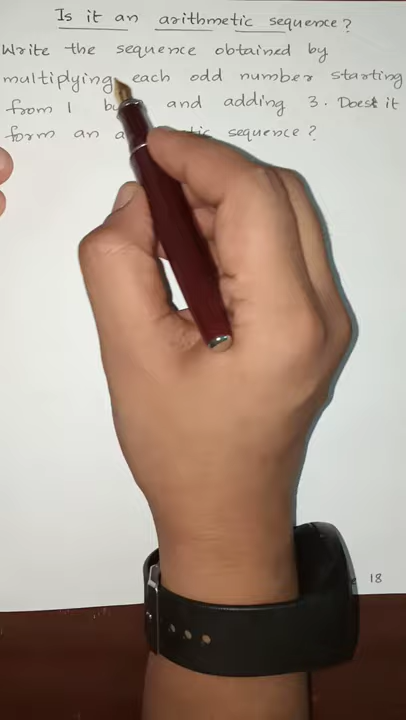 Is it an arithmetic sequence?
Write the sequence obtained by
multiplying each odd number starting
from 1 and adding 3. Does it
form an sequence?
18